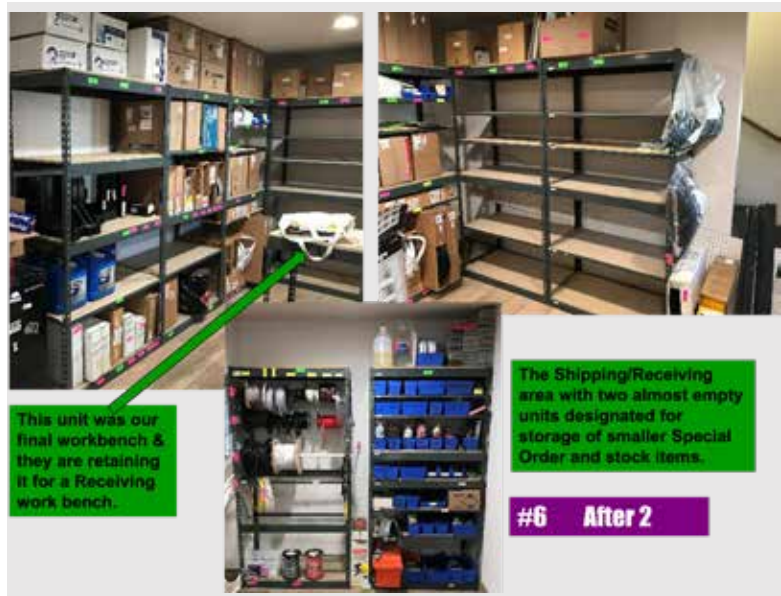 This unit was our
final workbench &
they are retaining
it for a Receiving
work bench.
The Shipping/Receiving
area with two almost empty
units designated for
storage of smaller Special
Order and stock items.
#6 After 2